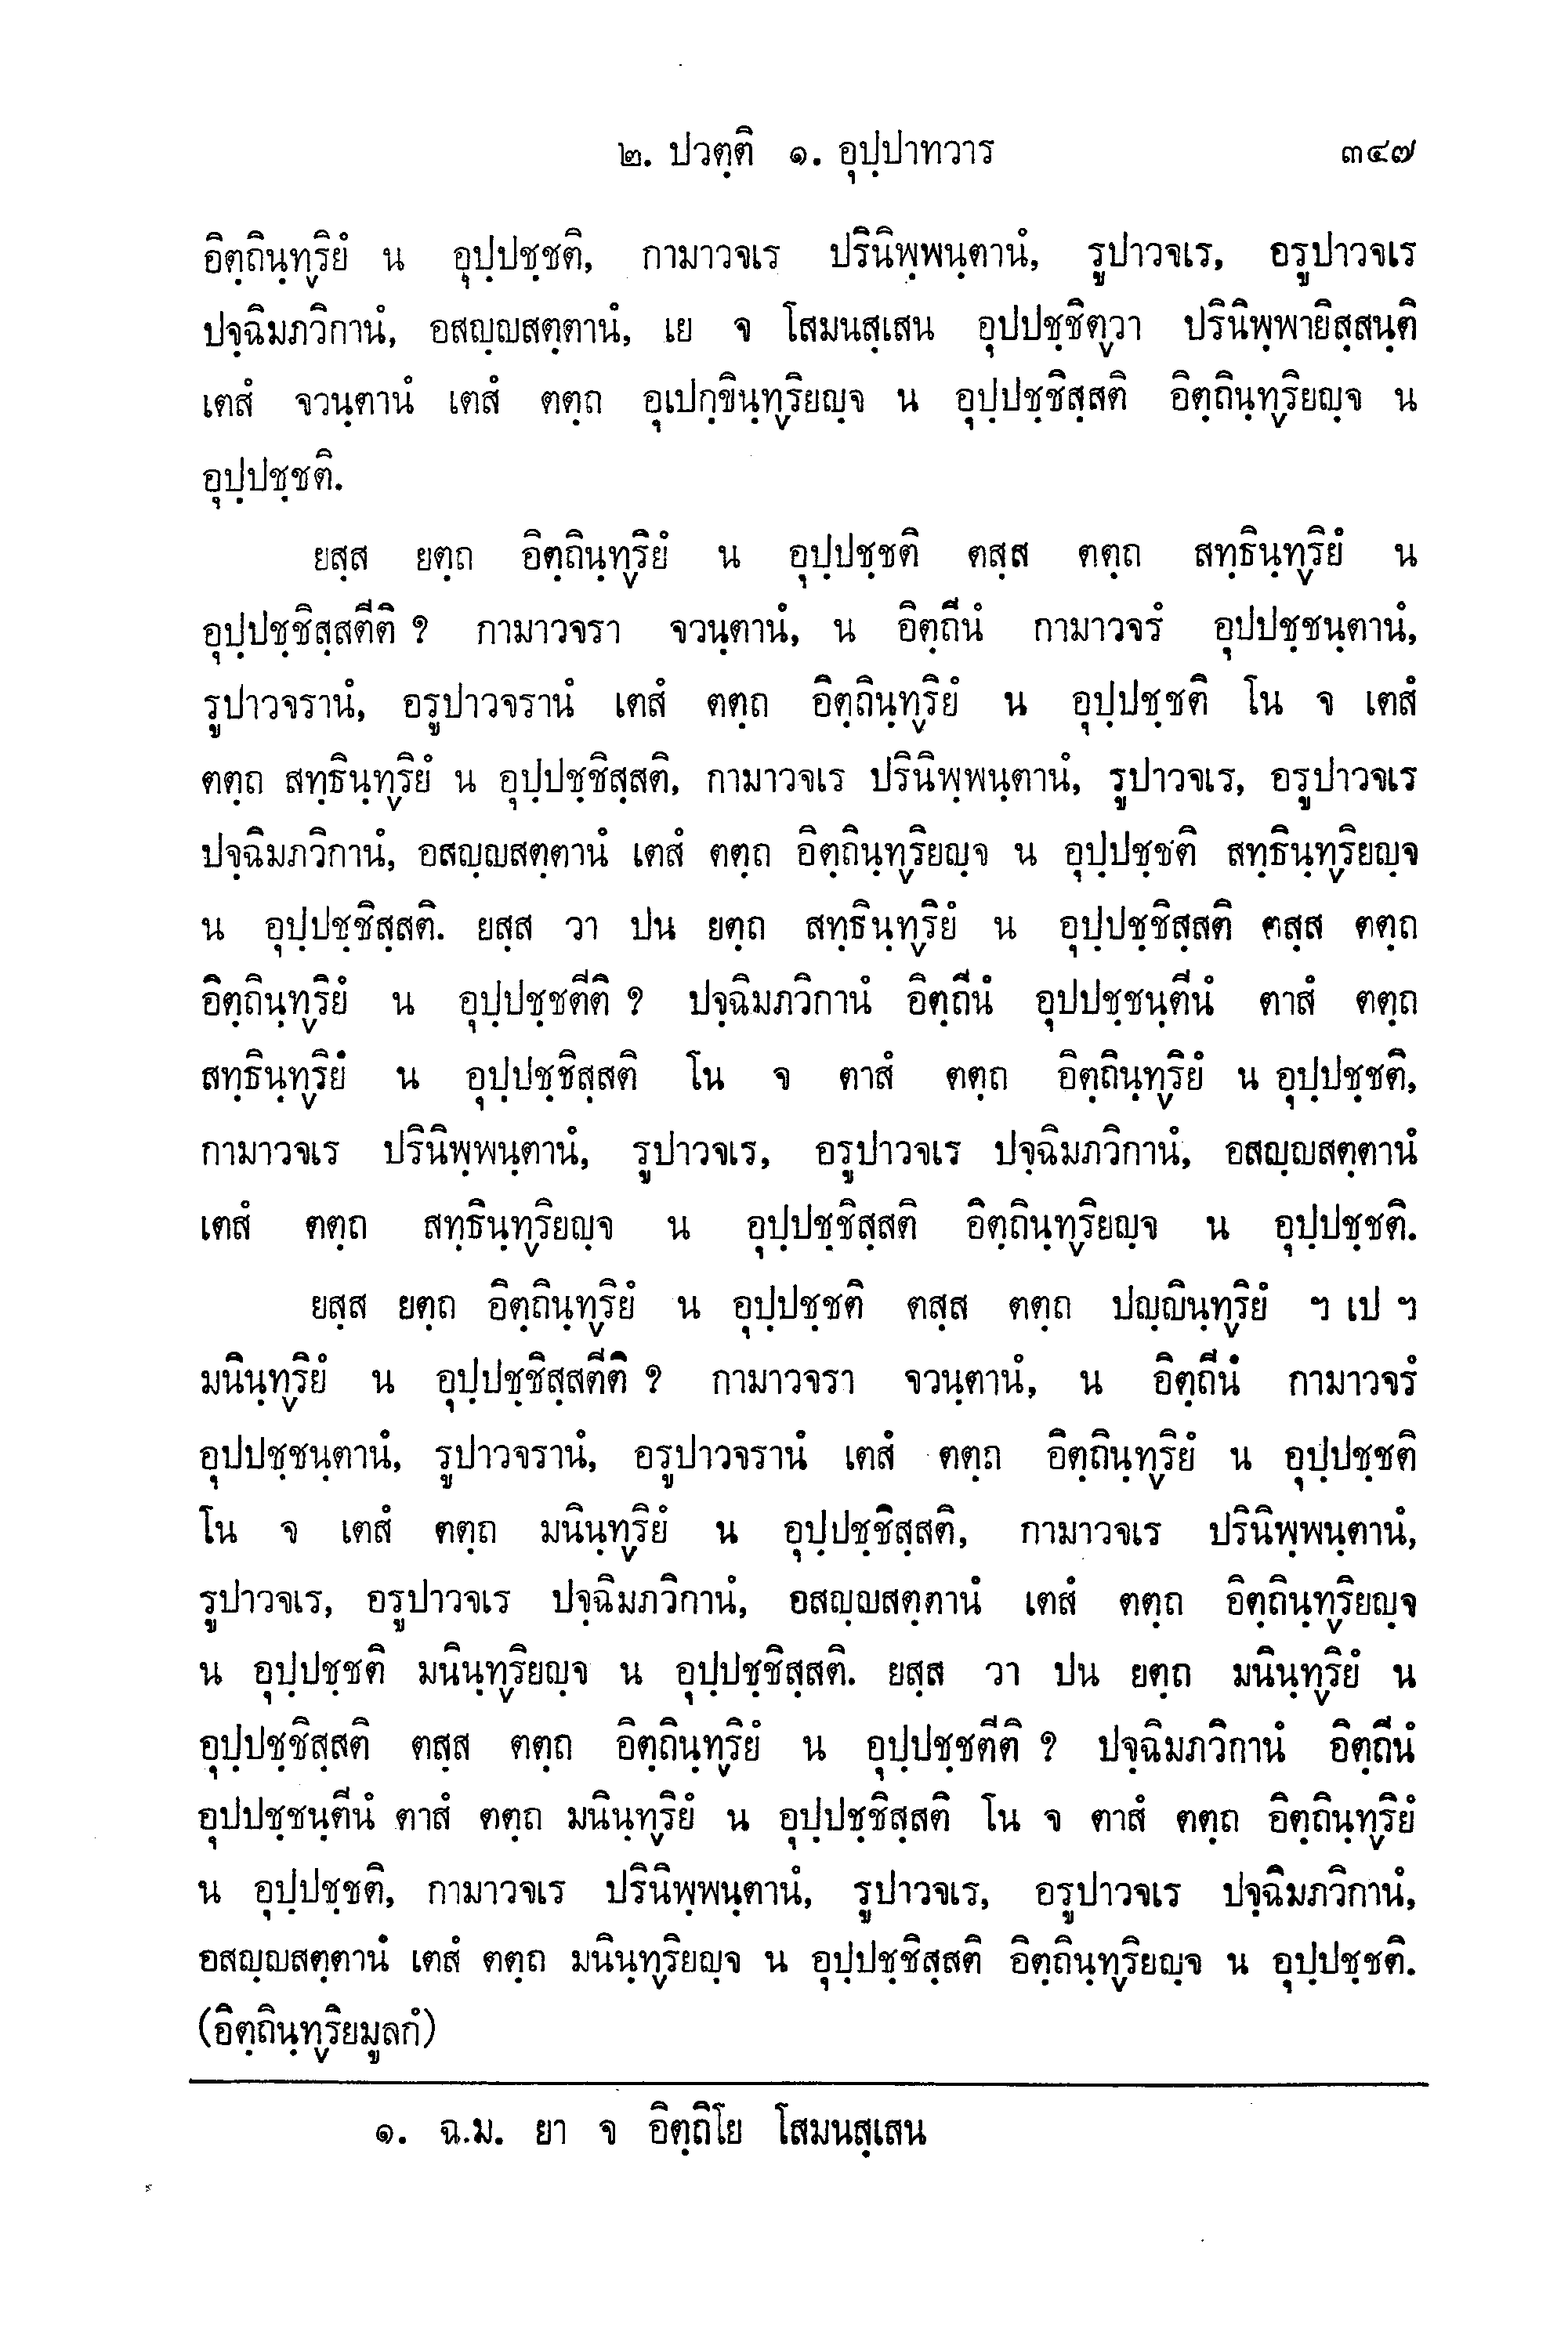 ๒. ปวตฺติ ๑. อุปฺปาทวาร ๓๔๗
อิตฺถินฺทฺริยํ น อุปฺปชฺชติ, กามาวจเร ปรินิพฺพนฺตานํ, รูปาวจเร, อรูปาวจเร
ปจฺฉิมภวิกานํ, อสญฺญสตฺตานํ, เย จ โสมนสฺเสน อุปปชฺชิตฺวา ปรินิพฺพายิสฺสนฺติ
เตสํ จวนฺตานํ เตสํ ตตฺถ อุเปกฺขินฺทฺริยญฺจ น อุปฺปชฺชิสฺสติ อิตฺถินฺทฺริยญฺจ น
อุปฺปชฺชติ.
ยสฺส ยตฺถ อิตฺถินฺทฺริยํ น อุปฺปชฺชติ ตสฺส ตตฺถ สทฺธินฺทฺริยํ น
อุปฺปชฺชิสฺสตีติ ? กามาวจรา จวนฺตานํ, น อิตฺถีนํ กามาวจรํ อุปปชฺชนฺตานํ,
รูปาวจรานํ, อรูปาวจรานํ เตสํ ตตฺถ อิตฺถินฺทฺริยํ น อุปฺปชฺชติ โน จ เตสํ
ตตฺถ สทฺธินฺทฺริยํ น อุปฺปชฺชิสฺสติ, กามาวจเร ปรินิพฺพนฺตานํ, รูปาวจเร, อรูปาวจเร
ปจฺฉิมภวิกานํ, อสญฺญสตฺตานํ เตสํ ตตฺถ อิตฺถินฺทฺริยญฺจ น อุปฺปชฺชติ สทฺธินฺทฺริยญฺจ
น อุปฺปชฺชิสฺสติ. ยสฺส วา ปน ยตฺถ สทฺธินฺทฺริยํ น อุปฺปชฺชิสฺสติ ตสฺส ตตฺถ
อิตฺถินฺทฺริยํ น อุปฺปชฺชตีติ ? ปจฺฉิมภวิกานํ อิตฺถีนํ อุปปชฺชนฺตีนํ ตาสํ ตตฺถ
สทฺธินฺทฺริยํ น อุปฺปชฺชิสฺสติ โน จ ตาสํ ตตฺถ อิตฺถินฺทฺริยํ น อุปฺปชฺชติ,
กามาวจเร ปรินิพฺพนฺตานํ, รูปาวจเร, อรูปาวจเร ปจฺฉิมภวิกานํ, อสญฺญสตฺตานํ
เตสํ ตตฺถ สทฺธินฺทฺริยญฺจ น อุปฺปชฺชิสฺสติ อิตฺถินฺทฺริยญฺจ น อุปฺปชฺชติ.
ยสฺส ยตฺถ อิตฺถินฺทฺริยํ น อุปฺปชฺชติ ตสฺส ตตฺถ ปญฺญินฺทฺริยํ ฯ เป ฯ
มนินฺทฺริยํ น อุปฺปชฺชิสฺสตีติ ? กามาวจรา จวนฺตานํ, น อิตฺถีนํ กามาวจรํ
อุปปชฺชนฺตานํ, รูปาวจรานํ, อรูปาวจรานํ เตสํ ตตฺถ อิตฺถินฺทฺริยํ น อุปฺปชฺชติ
โน จ เตสํ ตตฺถ มนินฺทฺริยํ น อุปฺปชฺชิสฺสติ, กามาวจเร ปรินิพฺพนฺตานํ,
รูปาวจเร, อรูปาวจเร ปจฺฉิมภวิกานํ, อสญฺญสตฺตานํ เตสํ ตตฺถ อิตฺถินฺทฺริยญฺจ
น อุปฺปชฺชติ มนินฺทฺริยญฺจ น อุปฺปชฺชิสฺสติ. ยสฺส วา ปน ยตฺถ มนินฺทฺริยํ น
อุปฺปชฺชิสฺสติ ตสฺส ตตฺถ อิตฺถินฺทฺริยํ น อุปฺปชฺชตีติ ? ปจฺฉิมภวิกานํ อิตฺถีนํ
อุปปชฺชนฺตีนํ ตาสํ ตตฺถ มนินฺทฺริยํ น อุปฺปชฺชิสฺสติ โน จ ตาสํ ตตฺถ อิตฺถินฺทฺริยํ
น อุปฺปชฺชติ, กามาวจเร ปรินิพฺพนฺตานํ, รูปาวจเร, อรูปาวจเร ปจฺฉิมภวิกานํ,
อสญฺญสตฺตานํ เตสํ ตตฺถ มนินฺทฺริยญฺจ น อุปฺปชฺชิสฺสติ อิตฺถินฺทฺริยญฺจ น อุปฺปชฺชติ.
(อิตฺถินฺทฺริยมูลกํ)
๑. ฉ.ม. ยา จ อิตฺถิโย โสมนสฺเสน